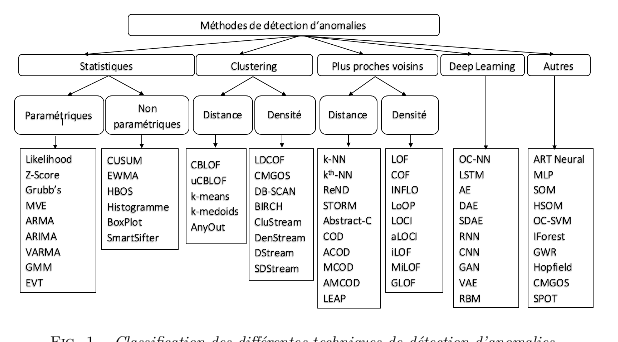 Méthodes de détection d'anomalies
Statistiques
Clustering
Plus proches voisins
Deep Learning
Autres
Paramétriques
Non
paramétriques
Distance
Densité
Distance
Densité
Likelihood
Z-Score
Grubb's
MVE
ARMA
ARIMA
VARMA
GMM
EVT
CUSUM
EWMA
HBOS
Histogramme
BoxPlot
SmartSifter
CBLOF
uCBLOF
k-means
k-medoids
AnyOut
LDCOF
CMGOS
DB-SCAN
BIRCH
CluStream
DenStream
DStream
SDStream
k-NN
kth-NN
ReND
STORM
Abstract-C
COD
ACOD
MCOD
AMCOD
LEAP
LOF
COF
INFLO
LoOP
LOCI
aLOCI
iLOF
MiLOF
GLOF
OC-NN
LSTM
AE
DAE
SDAE
RNN
CNN
GAN
VAE
RBM
ART Neural
MLP
SOM
HSOM
OC-SVM
IForest
GWR
Hopfield
CMGOS
SPOT
FIG. 1 Classification des différentes techniques de détection d'anomalies